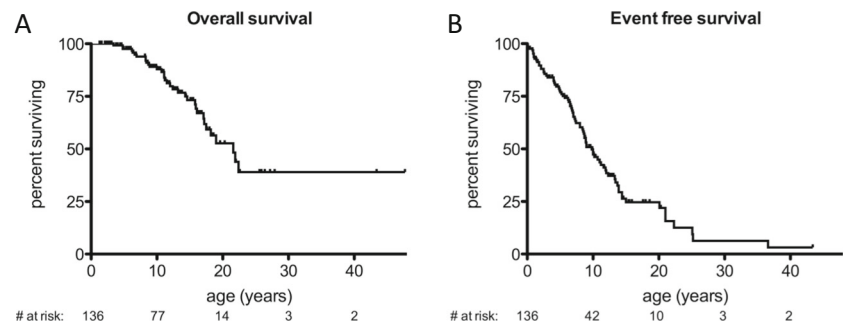 A
Overall survival
percent surviving
100
75
50
25
0
0 10 20 30 40
age (years)
# at risk: 136 77 14 3 2
B
Event free survival
percent surviving
100
75
50
25
0
0 10 20 30 40
age (years)
# at risk: 136 42 10 3 2